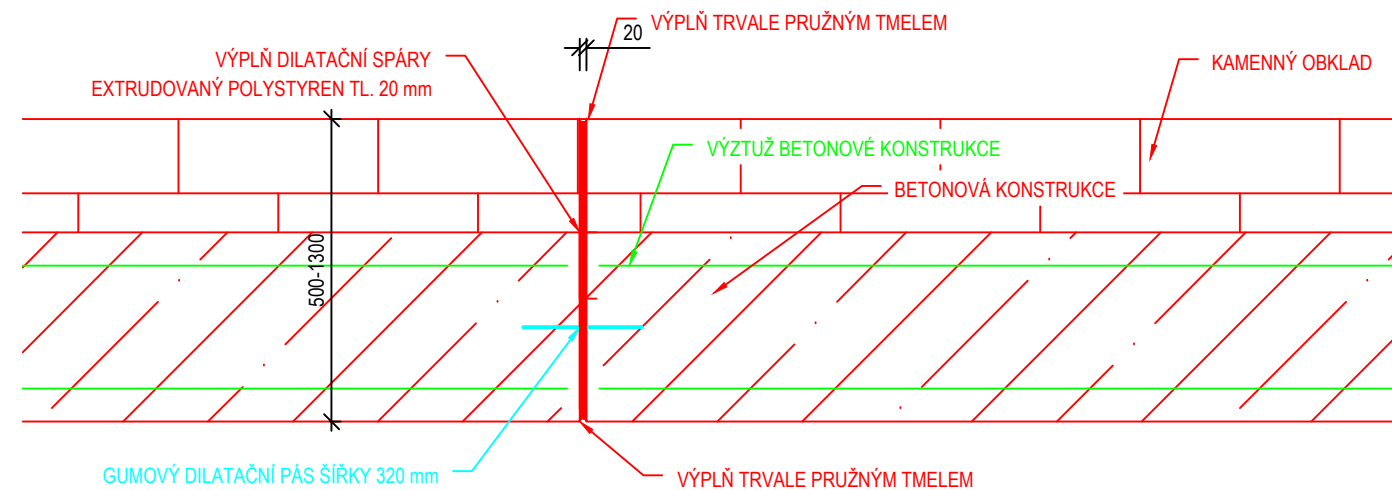 VÝPLŇ TRVALE PRUŽNÝM TMELEM
20
VÝPLŇ DILATAČNÍ SPÁRY
EXTRUDOVANÝ POLYSTYREN TL. 20 mm
KAMENNÝ OBKLAD
VÝZTUŽ BETONOVÉ KONSTRUKCE
BETONOVÁ KONSTRUKCE
500-1300
GUMOVÝ DILATAČNÍ PÁS ŠÍŘKY 320 mm
VÝPLŇ TRVALE PRUŽNÝM TMELEM